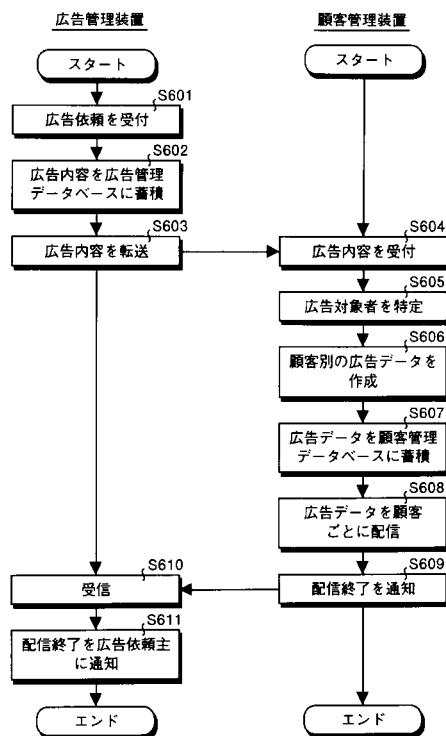 広告管理装置
顧客管理装置
スタート
スタート
S601
広告依頼を受付
S602
広告内容を広告管理
データベースに蓄積
S603
広告内容を転送
S604
広告内容を受付
S605
広告対象者を特定
S606
顧客別の広告データを
作成
S607
広告データを顧客管理
データベースに蓄積
S608
広告データを顧客
ごとに配信
S609
配信終了を通知
S610
受信
S611
配信終了を広告依頼主
に通知
エンド
エンド